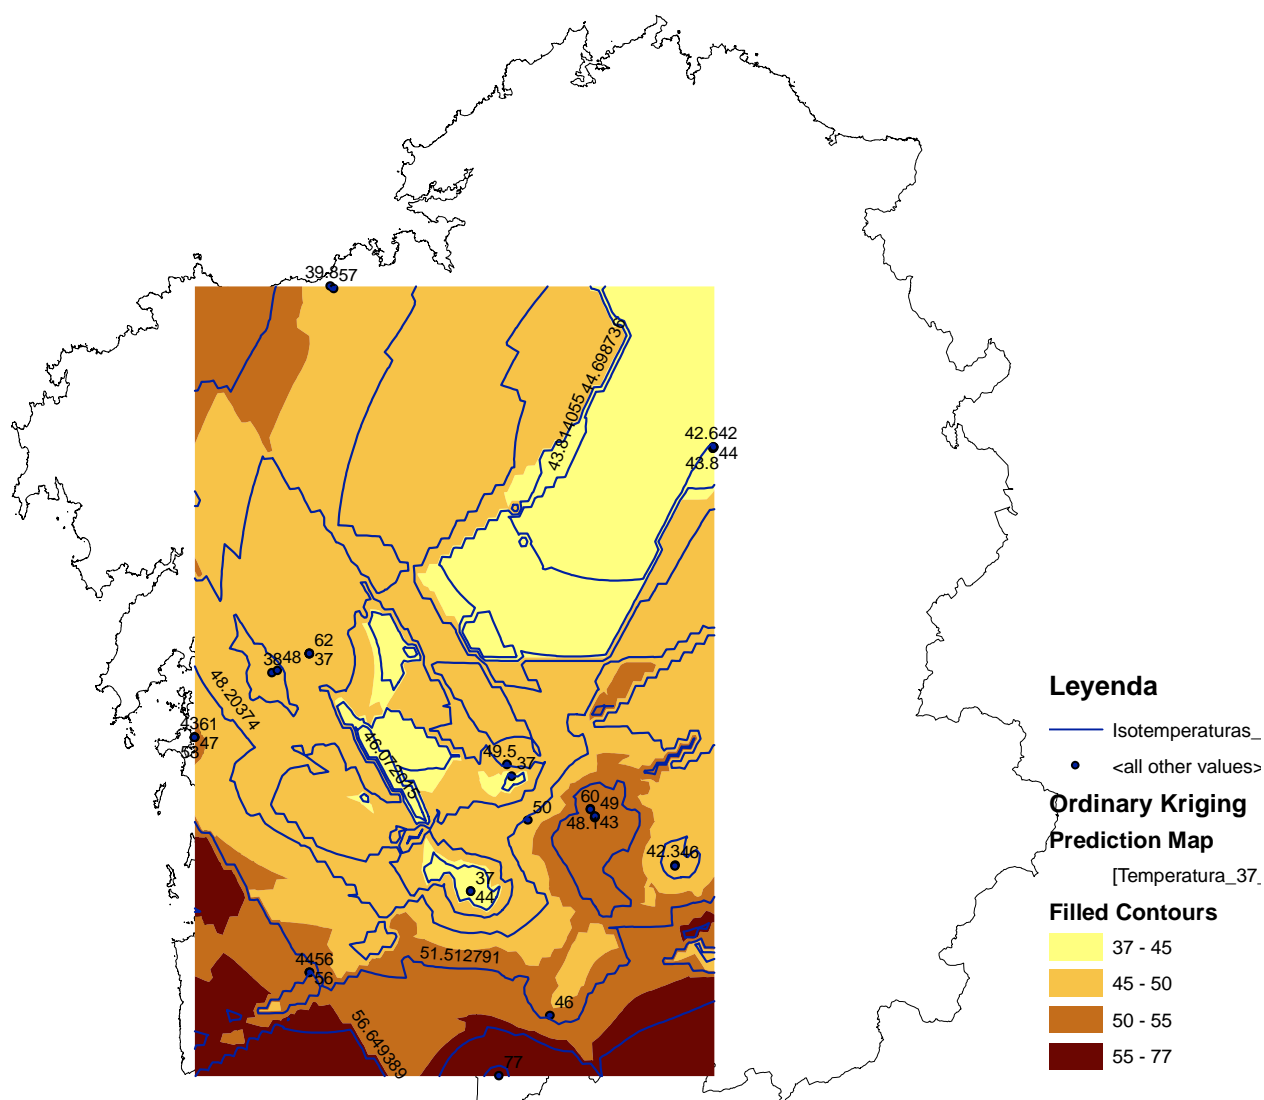 39.857
44.698736
43.814055
42.642
44
43.8
62
37
38 48
48.20374
4361
47
53
46.072015
49.5
37
50
60
49
48.143
42.346
37
44
51.512791
4456
56
46
56.649389
77
Leyenda
Isotemperaturas_
<all other values>
Ordinary Kriging
Prediction Map
[Temperatura_37_
Filled Contours
37 - 45
45 - 50
50 - 55
55 - 77